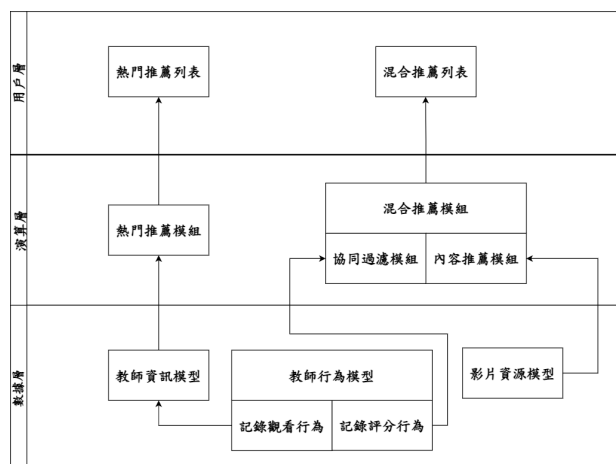 用戶層
熱門推薦列表
混合推薦列表
演算層
熱門推薦模組
混合推薦模組
協同過濾模組
內容推薦模組
數據層
教師資訊模型
教師行為模型
記錄觀看行為
記錄評分行為
影片資源模型